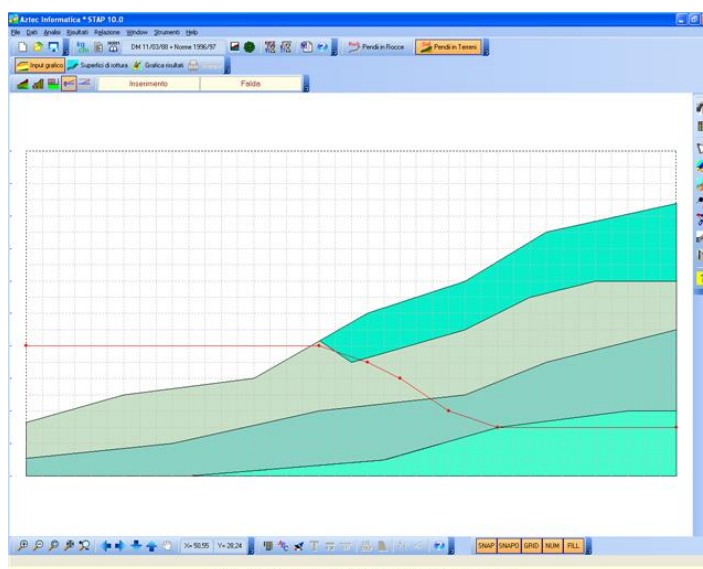 Aztec Informatica * STAP 10.0
File Dati Analisi Risultati Relazione Window Strumenti Help
DM 11/03/88 + Norme 1996/97
Pendii in Rocce
Pendii in Terreni
Input grafico
Superfici di rottura
Grafica risultati
Inserimento
Falda
X= 50,55 Y= 28,24
SNAP SNAPO GRID NUM FILL